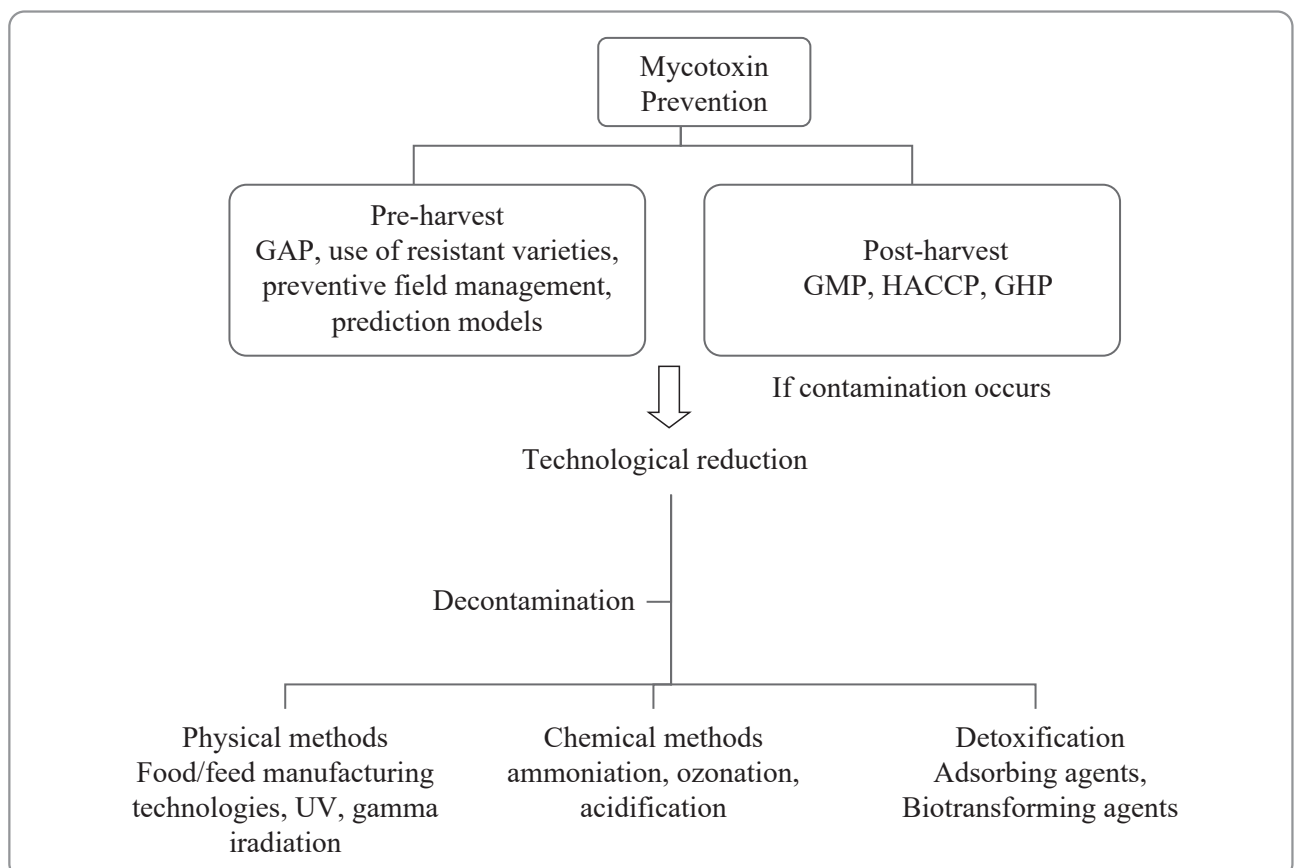 Mycotoxin
Prevention
Pre-harvest
GAP, use of resistant varieties,
preventive field management,
prediction models
Post-harvest
GMP, HACCP, GHP
If contamination occurs
Technological reduction
Decontamination
Physical methods
Food/feed manufacturing
technologies, UV, gamma
iradiation
Chemical methods
ammoniation, ozonation,
acidification
Detoxification
Adsorbing agents,
Biotransforming agents